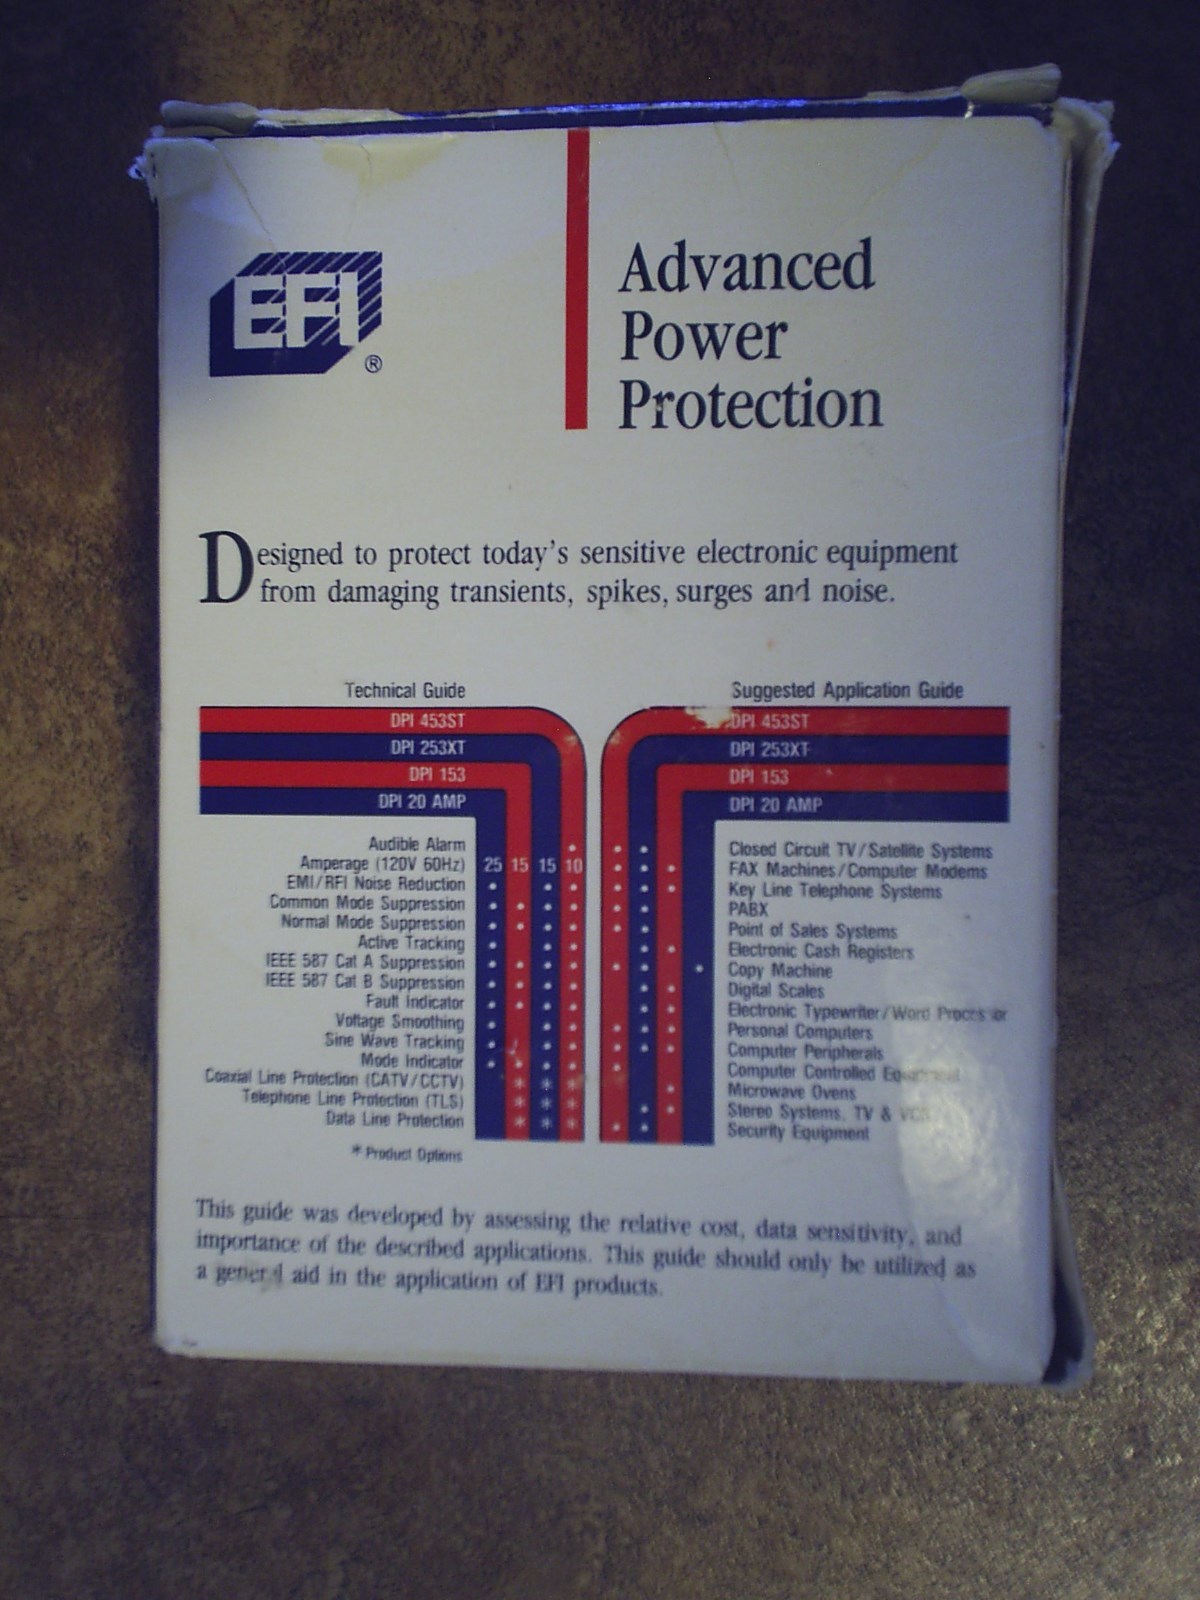 EFI
®
Advanced
Power
Protection
Designed to protect today's sensitive electronic equipment
from damaging transients, spikes, surges and noise.
Technical Guide
DPI 453ST
DPI 253XT
DPI 153
DPI 20 AMP
Audible Alarm
Amperage (120V 60Hz) 25 15 15 10
EMI/RFI Noise Reduction
Common Mode Suppression
Normal Mode Suppression
Active Tracking
IEEE 587 Cat A Suppression
IEEE 587 Cat B Suppression
Fault Indicator
Voltage Smoothing
Sine Wave Tracking
Mode Indicator
Coaxial Line Protection (CATV/CCTV) * * *
Telephone Line Protection (TLS) * * *
Data Line Protection * * *
* Product Options
Suggested Application Guide
DPI 453ST
DPI 253XT
DPI 153
DPI 20 AMP
Closed Circuit TV/Satellite Systems
FAX Machines/Computer Modems
Key Line Telephone Systems
PABX
Point of Sales Systems
Electronic Cash Registers
Copy Machine
Digital Scales
Electronic Typewriter/Word Processor
Personal Computers
Computer Peripherals
Computer Controlled Equipment
Microwave Ovens
Stereo Systems, TV & VCR
Security Equipment
This guide was developed by assessing the relative cost, data sensitivity, and
importance of the described applications. This guide should only be utilized as
a general aid in the application of EFI products.